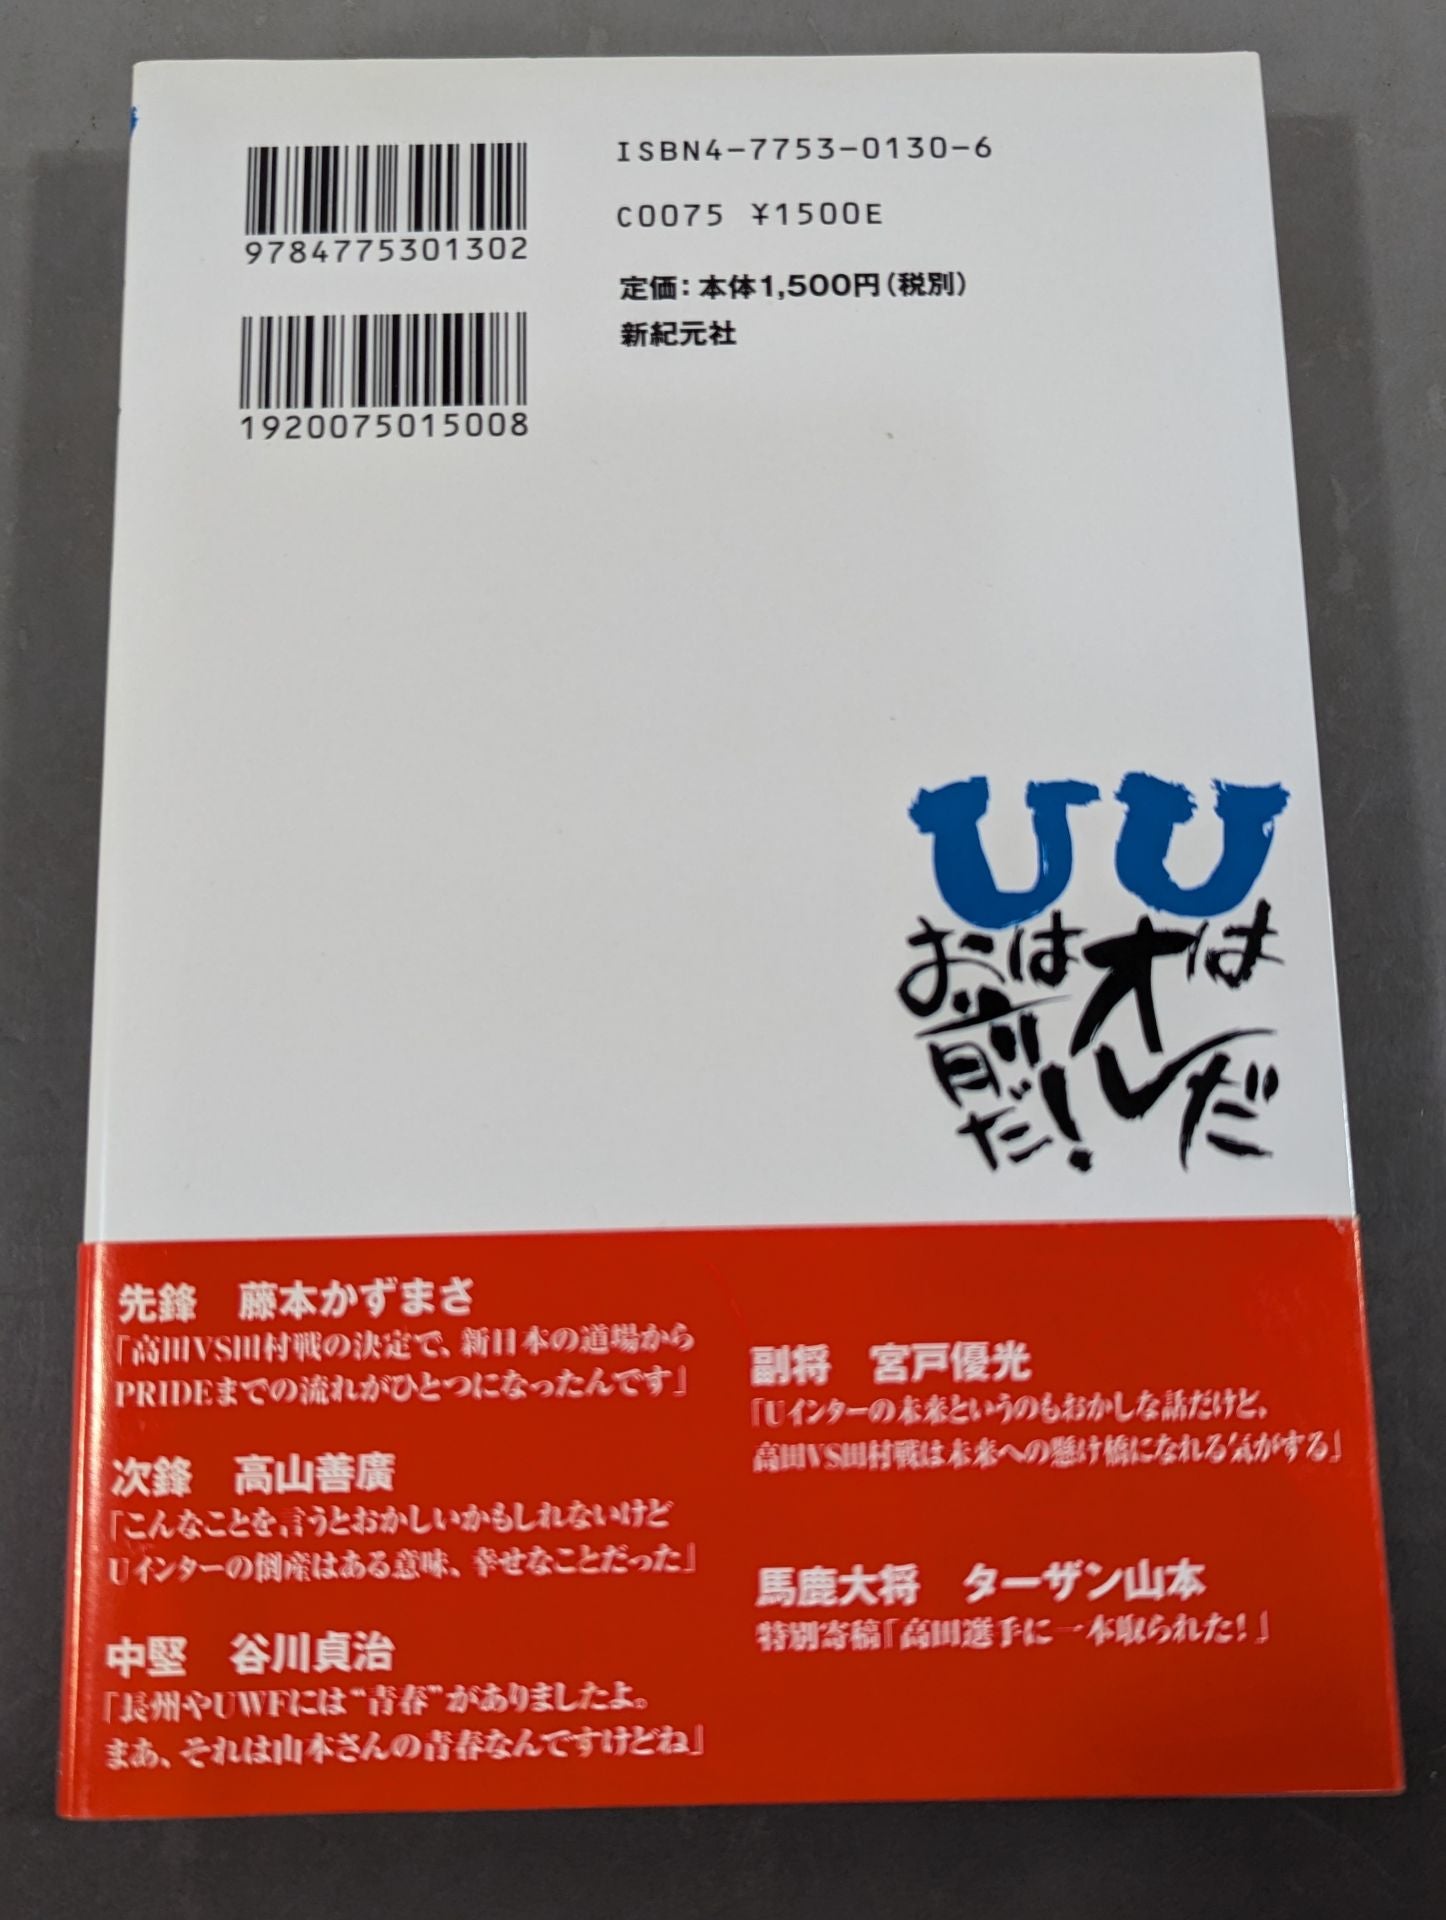 9784775301302
1920075015008
ISBN4-7753-0130-6
C0075 ¥1500E
定価：本体1,500円（税別）
新紀元社
UはオレだUはお前だ！
先鋒　藤本かずまさ
「高田VS田村戦の決定で、新日本の道場から
PRIDEまでの流れがひとつになったんです」
次鋒　高山善廣
「こんなことを言うとおかしいかもしれないけど
Uインターの倒産はある意味、幸せなことだった」
中堅　谷川貞治
「長州やUWFには“青春”がありましたよ。
まあ、それは山本さんの青春なんですけどね」
副将　宮戸優光
「Uインターの未来というのもおかしな話だけど、
高田VS田村戦は未来への懸け橋になれる気がする」
馬鹿大将　ターザン山本
特別寄稿「高田選手に一本取られた！」